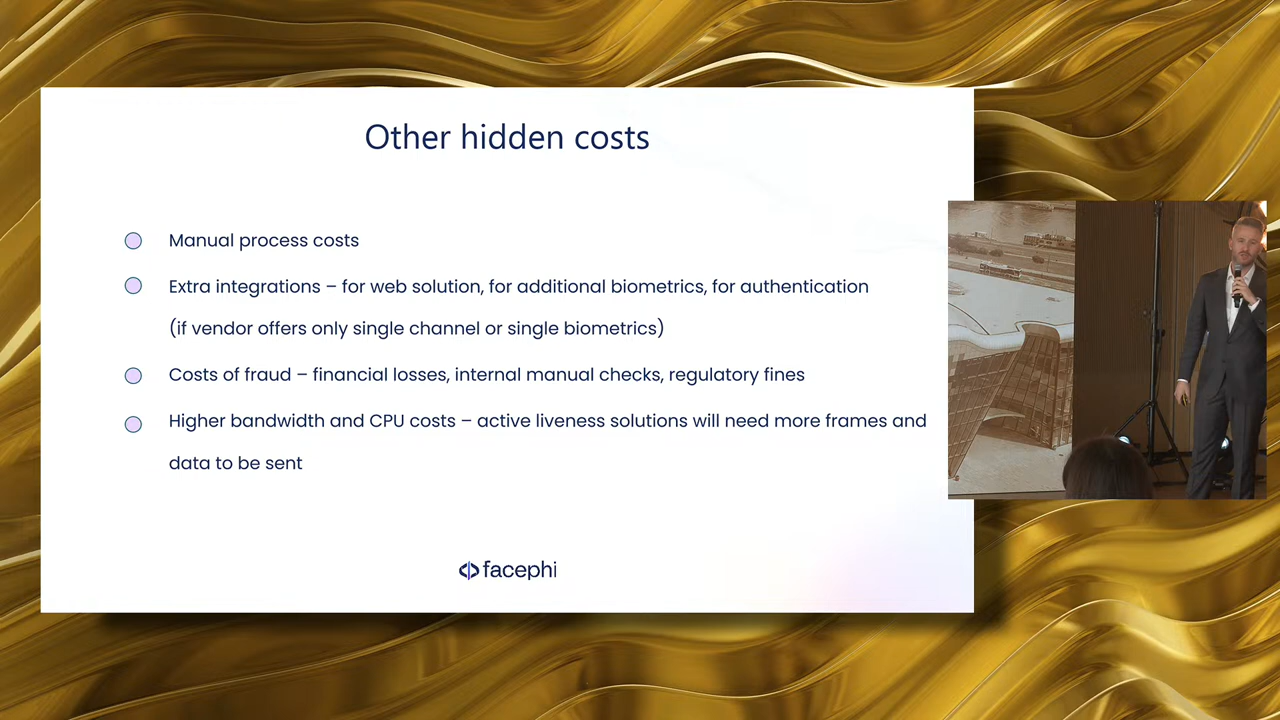 Other hidden costs
Manual process costs
Extra integrations – for web solution, for additional biometrics, for authentication
(if vendor offers only single channel or single biometrics)
Costs of fraud – financial losses, internal manual checks, regulatory fines
Higher bandwidth and CPU costs – active liveness solutions will need more frames and
data to be sent
facephi